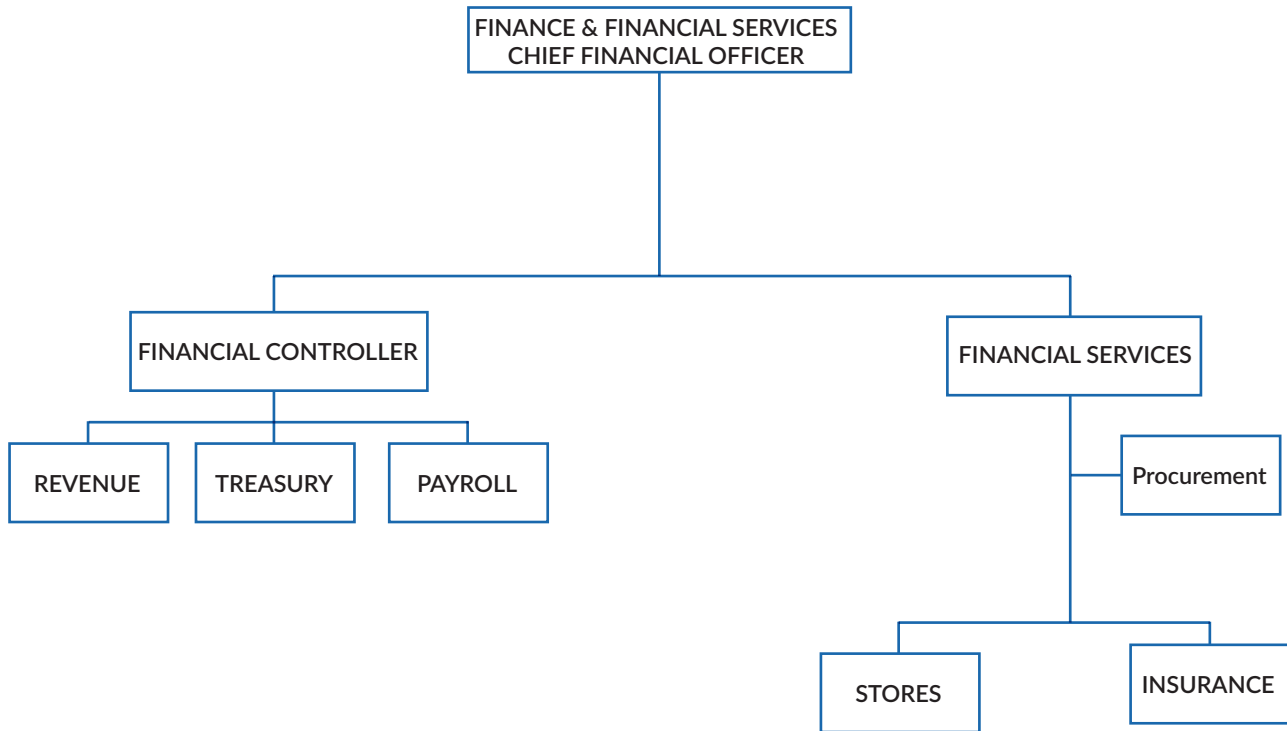 FINANCE & FINANCIAL SERVICES
CHIEF FINANCIAL OFFICER
FINANCIAL CONTROLLER
FINANCIAL SERVICES
REVENUE
TREASURY
PAYROLL
Procurement
STORES
INSURANCE